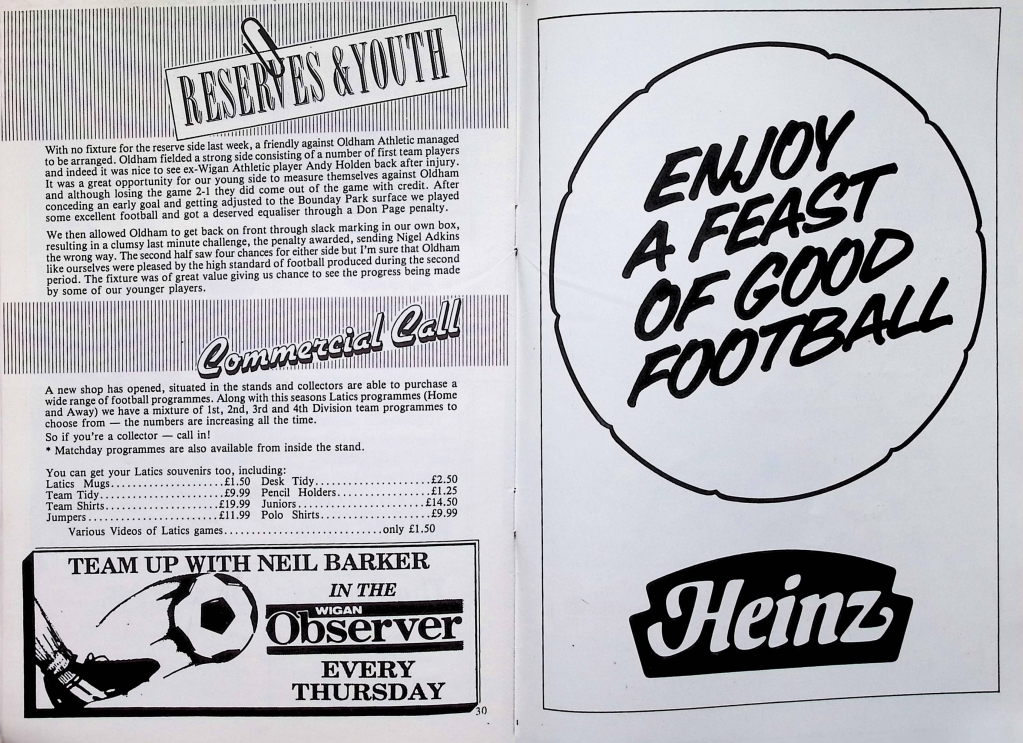 RESERVES & YOUTH
With no fixture for the reserve side last week, a friendly against Oldham Athletic managed
to be arranged. Oldham fielded a strong side consisting of a number of first team players
and indeed it was nice to see ex-Wigan Athletic player Andy Holden back after injury.
It was a great opportunity for our young side to measure themselves against Oldham
and although losing the game 2-1 they did come out of the game with credit. After
conceding an early goal and getting adjusted to the Bounday Park surface we played
some excellent football and got a deserved equaliser through a Don Page penalty.
We then allowed Oldham to get back on front through slack marking in our own box,
resulting in a clumsy last minute challenge, the penalty awarded, sending Nigel Adkins
the wrong way. The second half saw four chances for either side but I'm sure that Oldham
like ourselves were pleased by the high standard of football produced during the second
period. The fixture was of great value giving us chance to see the progress being made
by some of our younger players.
Commercial Call
A new shop has opened, situated in the stands and collectors are able to purchase a
wide range of football programmes. Along with this seasons Latics programmes (Home
and Away) we have a mixture of 1st, 2nd, 3rd and 4th Division team programmes to
choose from — the numbers are increasing all the time.
So if you're a collector — call in!
* Matchday programmes are also available from inside the stand.
You can get your Latics souvenirs too, including:
Latics Mugs.......................£1.50 Desk Tidy.......................£2.50
Team Tidy.......................£9.99 Pencil Holders.......................£1.25
Team Shirts.......................£19.99 Juniors.......................£14.50
Jumpers.......................£11.99 Polo Shirts.......................£9.99
Various Videos of Latics games.......................only £1.50
TEAM UP WITH NEIL BARKER
IN THE
WIGAN
Observer
EVERY
THURSDAY
30
ENJOY
A FEAST
OF GOOD
FOOTBALL
Heinz